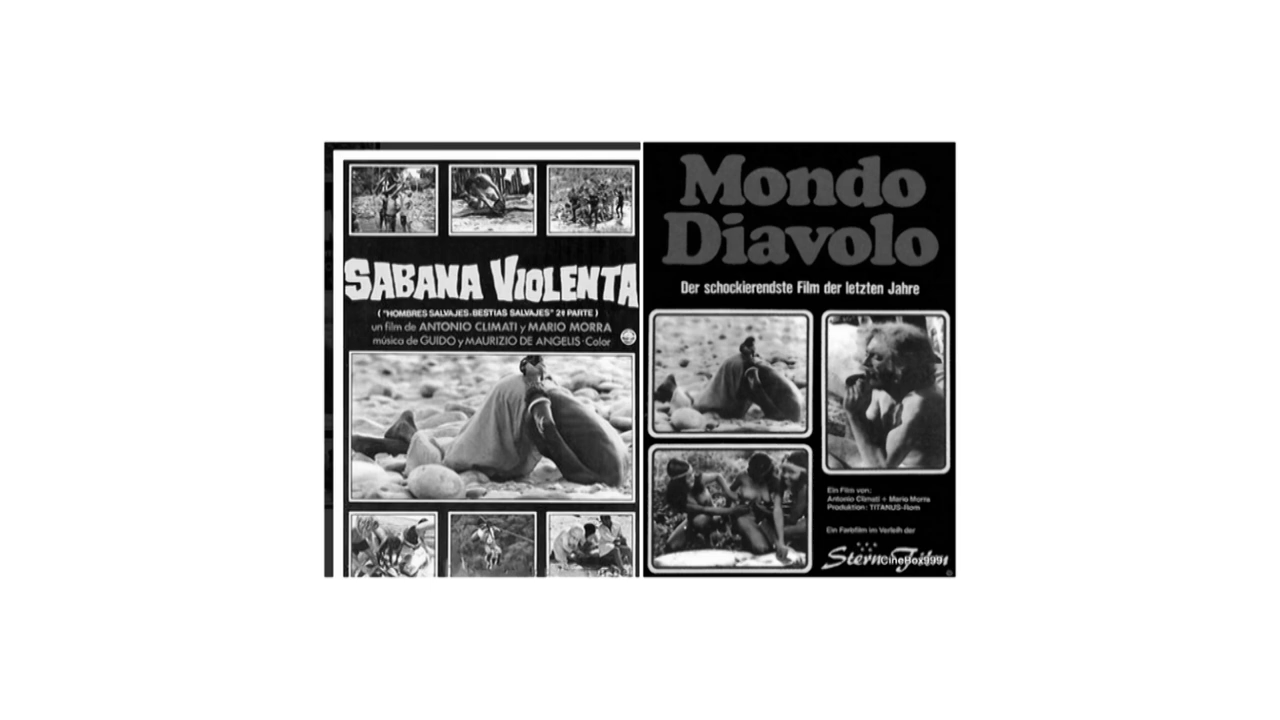 SABANA VIOLENTA
( "HOMBRES SALVAJES-BESTIAS SALVAJES" 2ª PARTE )
un film de ANTONIO CLIMATI y MARIO MORRA
música de GUIDO y MAURIZIO DE ANGELIS·Color
Mondo
Diavolo
Der schockierendste Film der letzten Jahre
Ein Film von:
Antonio Climati + Mario Morra
Produktion: TITANUS-Rom
Ein Farbfilm im Verleih der
Stern-Film
CineBox999